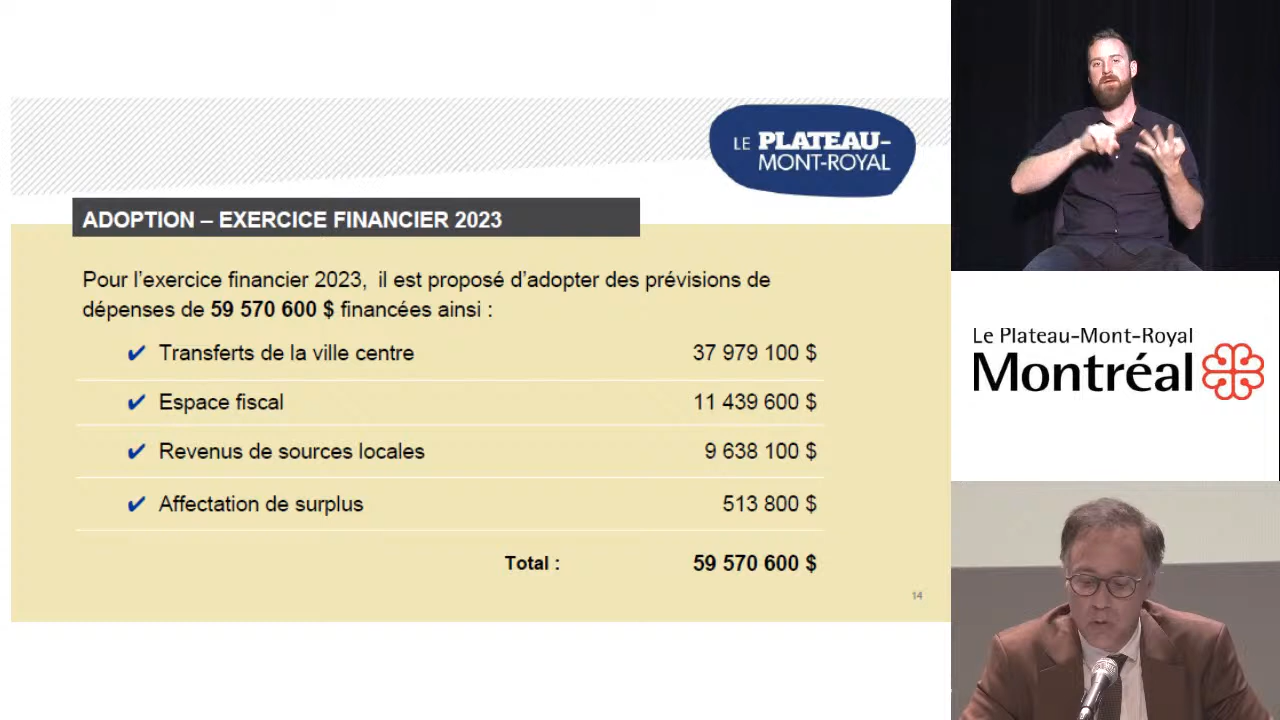 LE PLATEAU-
MONT-ROYAL
ADOPTION – EXERCICE FINANCIER 2023
Pour l'exercice financier 2023, il est proposé d'adopter des prévisions de
dépenses de 59 570 600 $ financées ainsi :
✔ Transferts de la ville centre 37 979 100 $
✔ Espace fiscal 11 439 600 $
✔ Revenus de sources locales 9 638 100 $
✔ Affectation de surplus 513 800 $
Total : 59 570 600 $
14
Le Plateau-Mont-Royal
Montréal